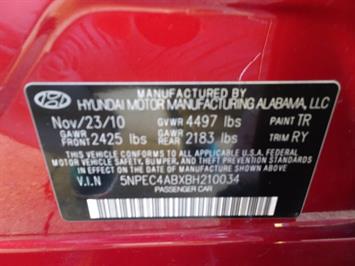 MANUFACTURED BY
HYUNDAI MOTOR MANUFACTURING ALABAMA, LLC
Nov/23/10 GVWR 4497 lbs PAINT TR
GAWR FRONT 2425 lbs GAWR REAR 2183 lbs TRIM RY
THIS VEHICLE CONFORMS TO ALL APPLICABLE U.S. FEDERAL
MOTOR VEHICLE SAFETY, BUMPER, AND THEFT PREVENTION STANDARDS
IN EFFECT ON THE DATE OF MANUFACTURE SHOWN ABOVE.
V.I.N 5NPEC4ABXBH210034
PASSENGER CAR